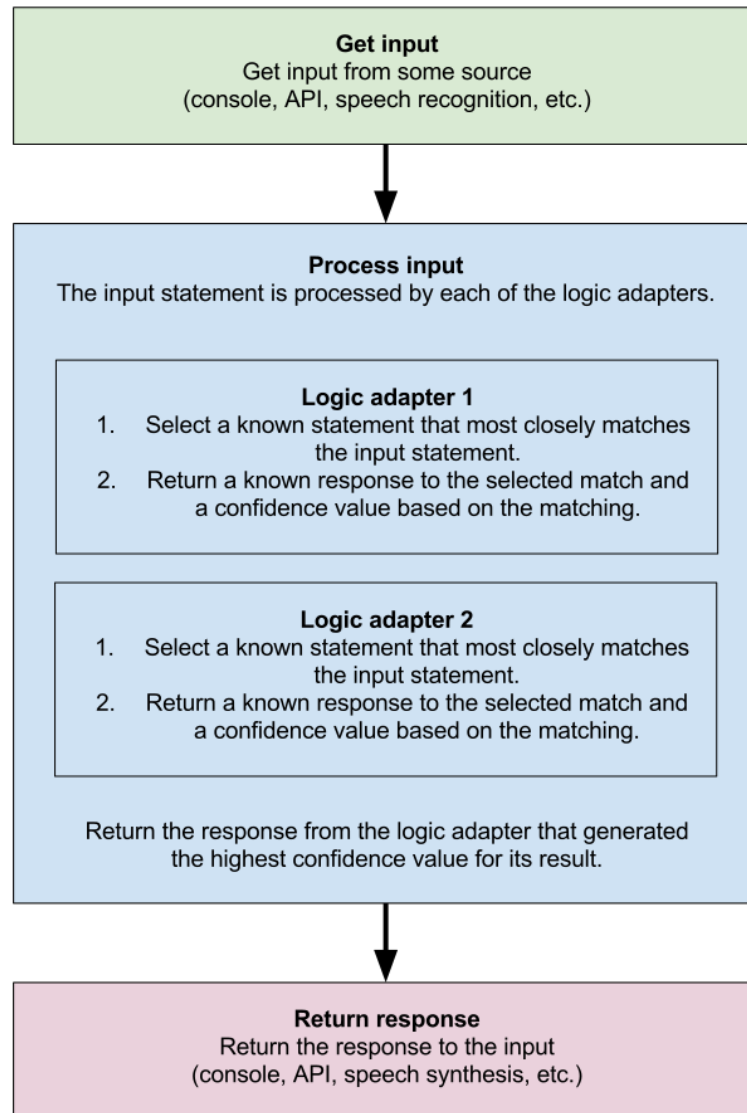 Get input
Get input from some source
(console, API, speech recognition, etc.)
Process input
The input statement is processed by each of the logic adapters.
Logic adapter 1
1. Select a known statement that most closely matches
the input statement.
2. Return a known response to the selected match and
a confidence value based on the matching.
Logic adapter 2
1. Select a known statement that most closely matches
the input statement.
2. Return a known response to the selected match and
a confidence value based on the matching.
Return the response from the logic adapter that generated
the highest confidence value for its result.
Return response
Return the response to the input
(console, API, speech synthesis, etc.)